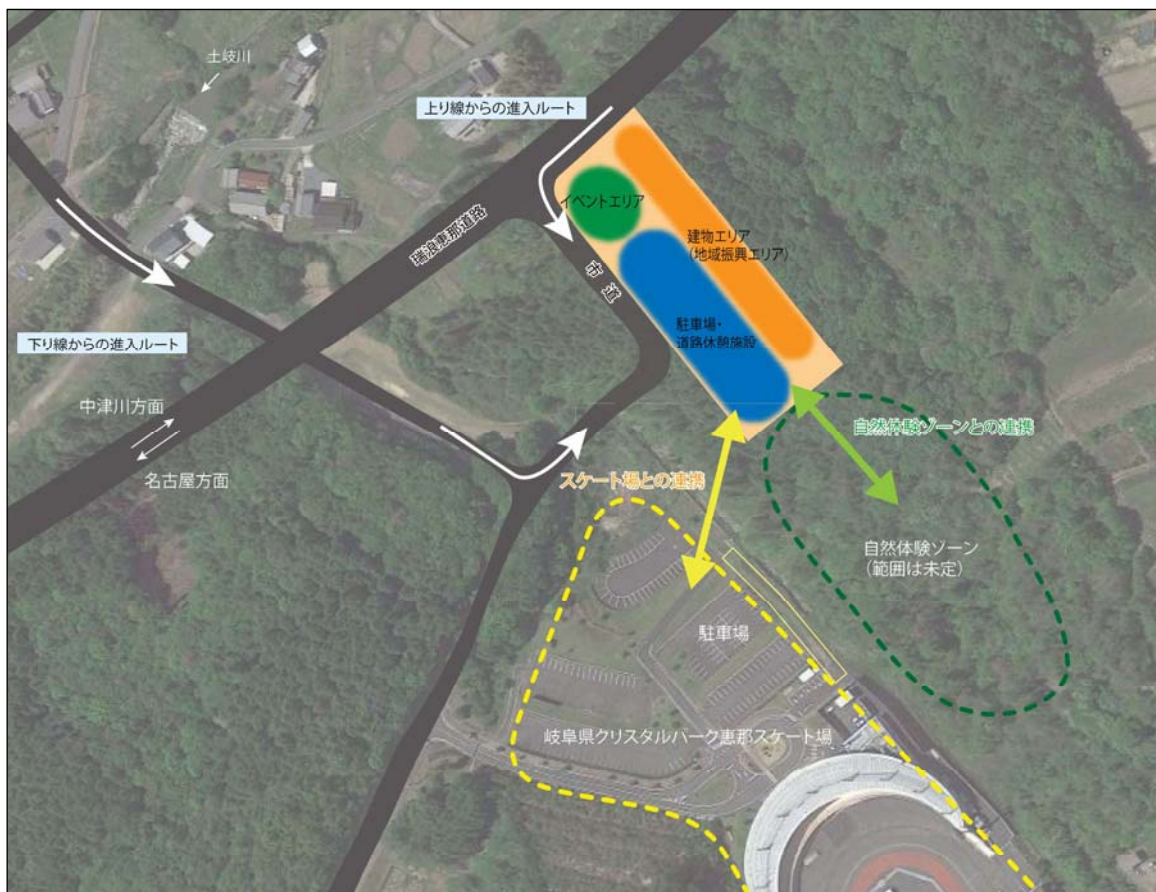 土岐川
上り線からの進入ルート
イベントエリア
瑞浪恵那道路
建物エリア
(地域振興エリア)
市道
駐車場・
道路休憩施設
下り線からの進入ルート
中津川方面
名古屋方面
自然体験ゾーンとの連携
スケート場との連携
自然体験ゾーン
(範囲は未定)
駐車場
岐阜県クリスタルパーク恵那スケート場